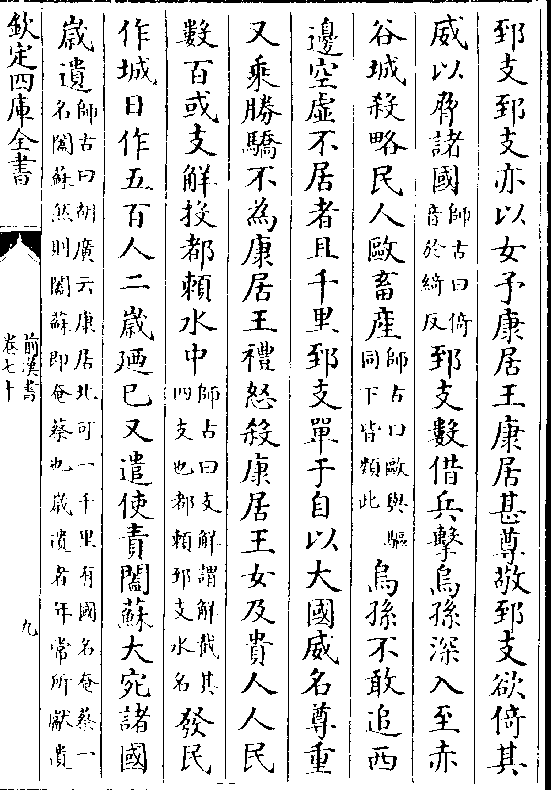 郅支郅支亦以女予康居王康居甚尊敬郅支欲倚其
威以脅諸國師古曰倚音於綺反郅支數借兵擊烏孫深入至赤
谷城殺略民人歐畜產師古曰歐與驅同下皆類此烏孫不敢追西
邊空虛不居者且千里郅支單于自以大國威名尊重
又乘勝驕不為康居王禮怒殺康居王女及貴人人民
數百或支解投都賴水中師古曰支解謂解截其四支也都賴郅支水名發民
作城日作五百人二歲廼已又遣使責闔蘇大宛諸國
歲遺師古曰胡廣云康居北可一千里有國名奄蔡一名闔蘇然則闔蘇即奄蔡也歲遺者年常所獻遺
欽定四庫全書
前漢書
卷七十
九